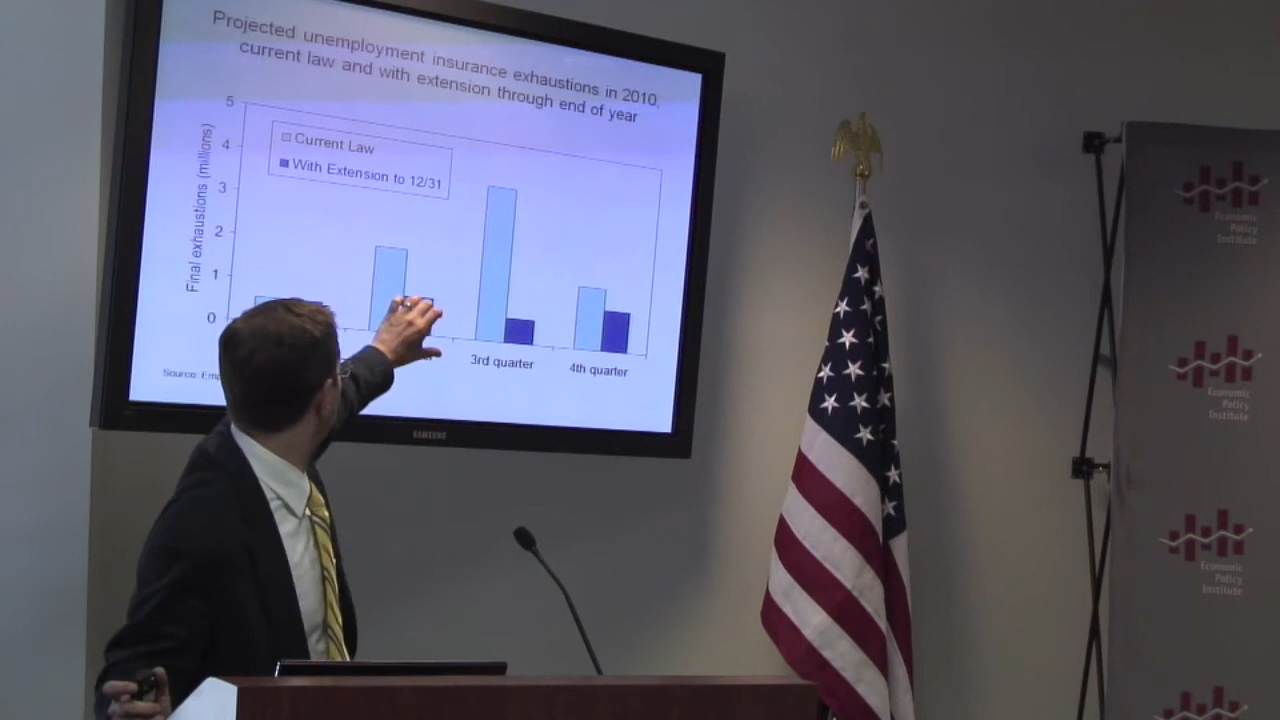 Projected unemployment insurance exhaustions in 2010,
current law and with extension through end of year
Final exhaustions (millions)
5
4
3
2
1
0
Current Law
With Extension to 12/31
3rd quarter
4th quarter
Source:
SAMSUNG
Economic
Policy
Institute
Economic
Policy
Institute
Economic
Policy
Institute